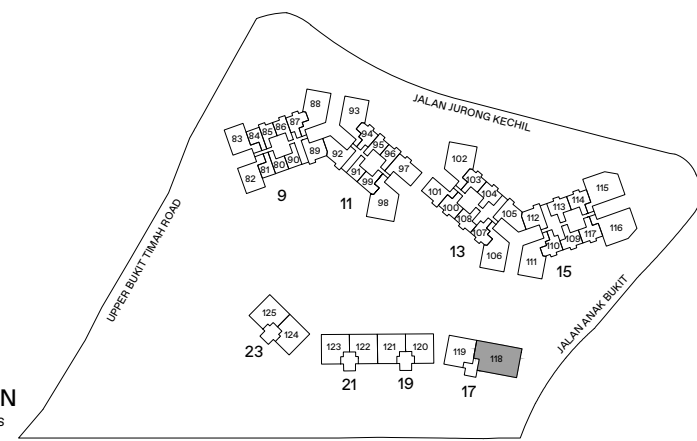 JALAN JURONG KECHIL
UPPER BUKIT TIMAH ROAD
JALAN ANAK BUKIT
83 84 85 86 87 88
82 81 80 90 89
9
93 94 95 96 97
92 91 99 98
11
102 103 104 105
101 100 108 107 106
13
112 113 114 115
111 110 109 117 116
15
125
124
23
123 122
21
121 120
19
119 118
17
N
s